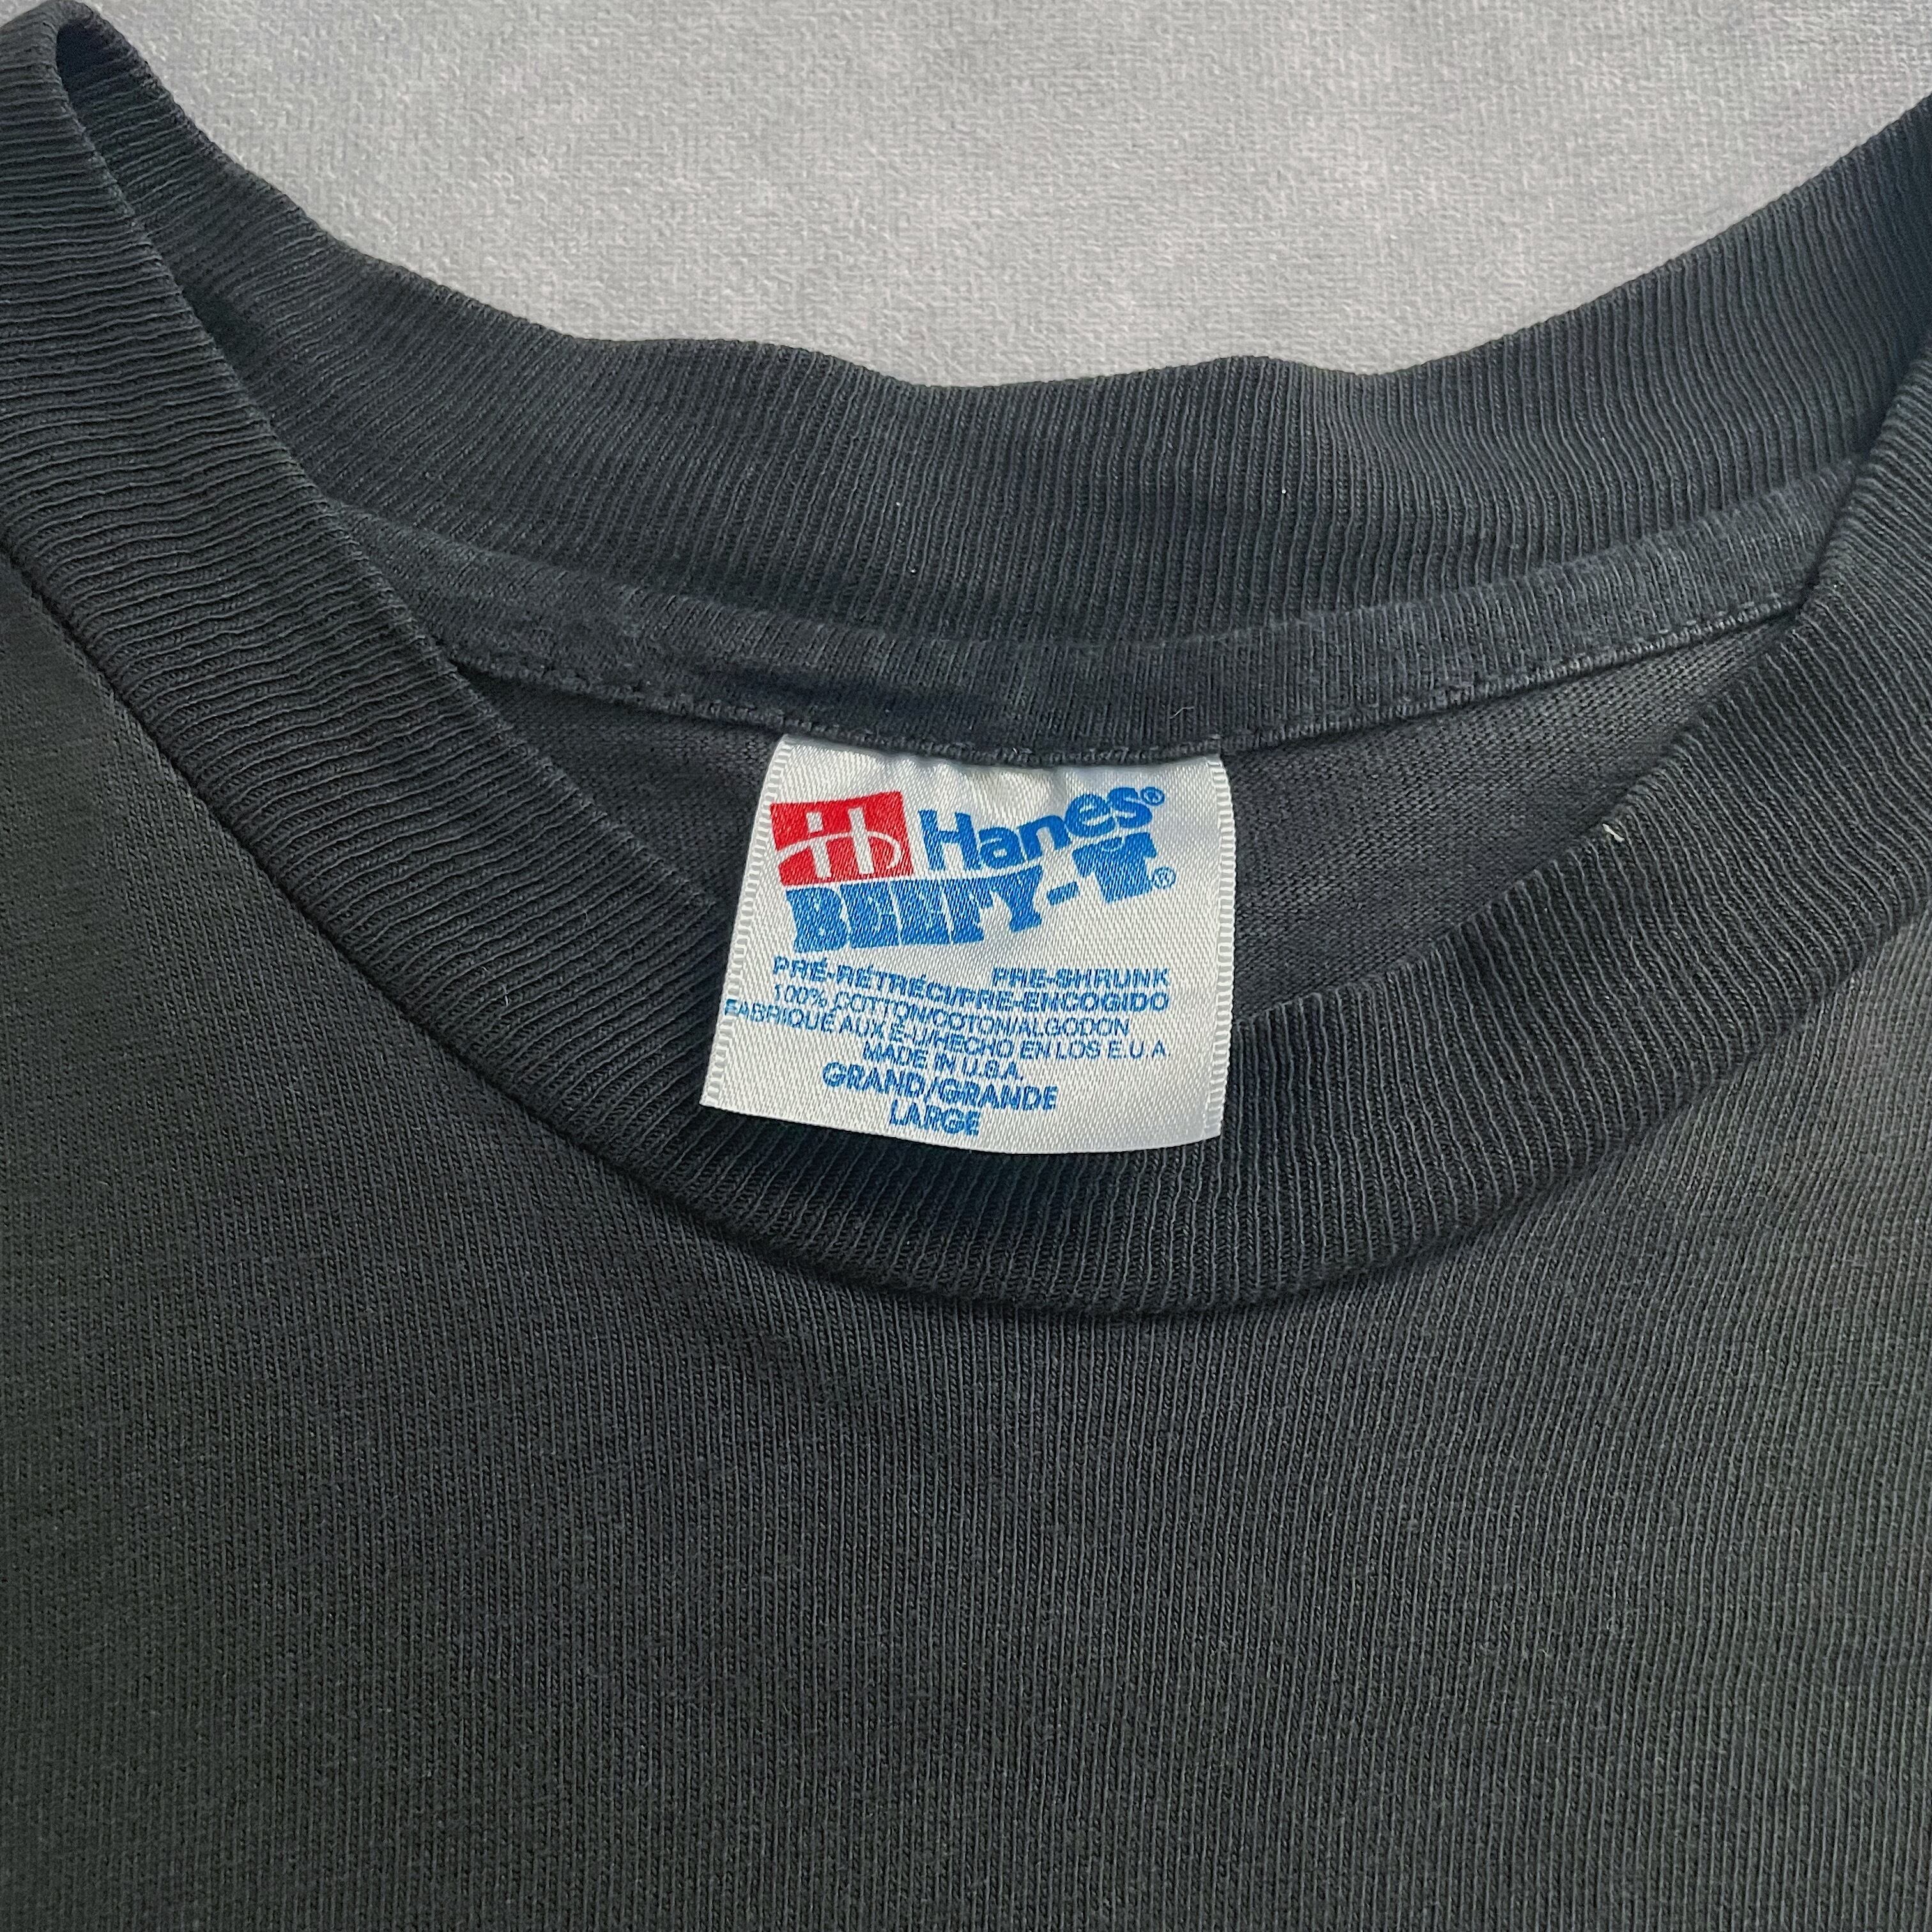 Hanes®
BEEFY-T®
PRÉ-RÉTRÉCI/PRE-SHRUNK
PRE-ENCOGIDO
100% COTTON/COTON/ALGODON
FABRIQUÉ AUX É-U/HECHO EN LOS E.U.A
MADE IN U.S.A.
GRAND/GRANDE
LARGE